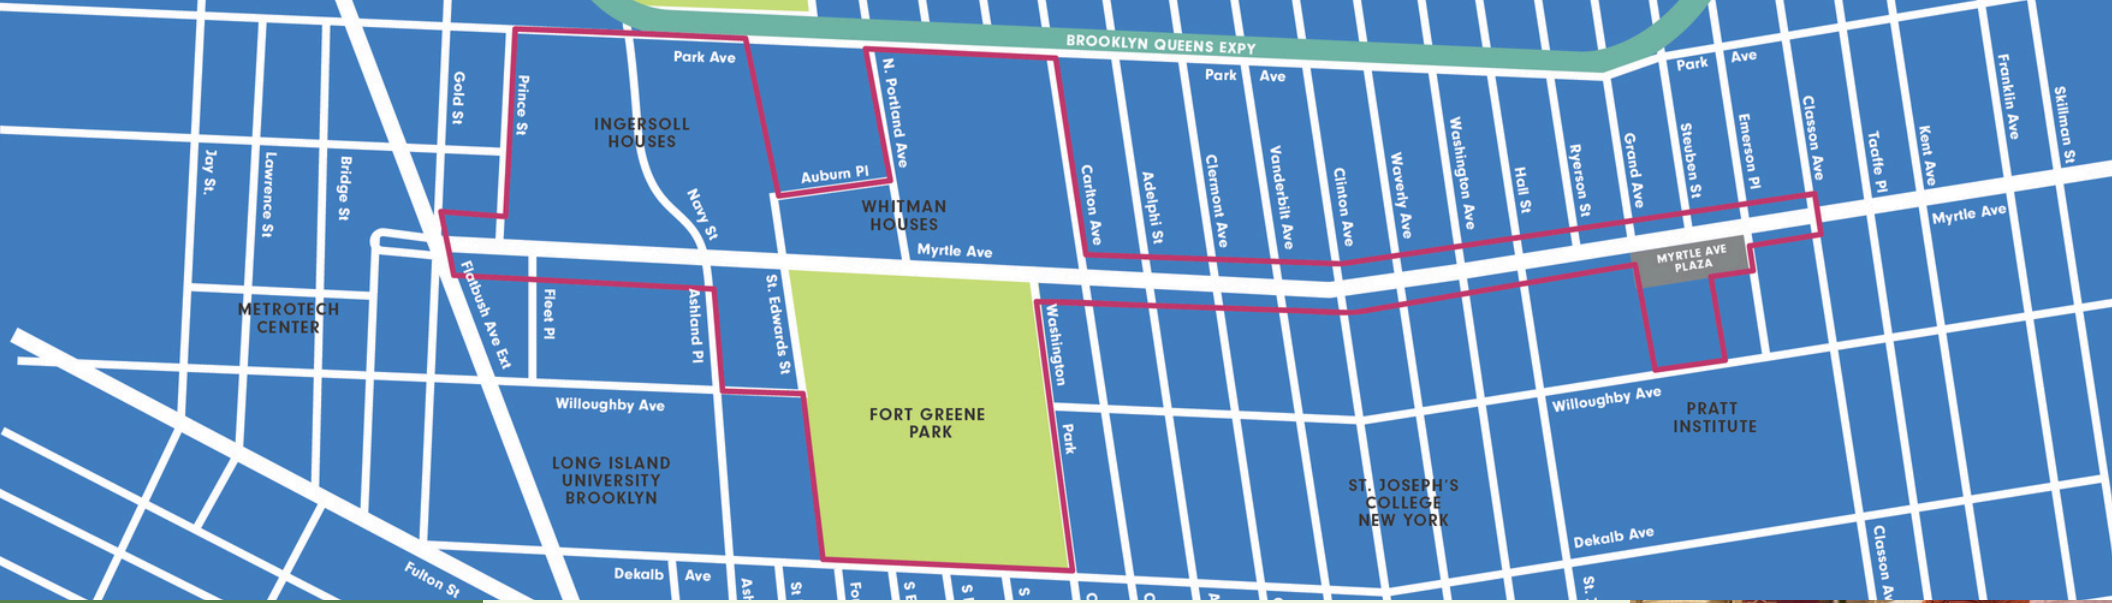 BROOKLYN QUEENS EXPY
Park Ave
Park Ave
Park Ave
Gold St
Prince St
N. Portland Ave
INGERSOLL
HOUSES
Auburn Pl
WHITMAN
HOUSES
Navy St
Myrtle Ave
Jay St.
Lawrence St
Bridge St
Carlton Ave
Adelphi St
Clermont Ave
Vanderbilt Ave
Clinton Ave
Waverly Ave
Washington Ave
Hall St
Ryerson St
Grand Ave
Steuben St
Emerson Pl
Classon Ave
Taaffe Pl
Kent Ave
Franklin Ave
Skillman St
Myrtle Ave
MYRTLE AVE
PLAZA
METROTECH
CENTER
Flatbush Ave Ext
Fleet Pl
Ashland Pl
St. Edwards St
Washington Park
Willoughby Ave
Willoughby Ave
FORT GREENE
PARK
PRATT
INSTITUTE
LONG ISLAND
UNIVERSITY
BROOKLYN
ST. JOSEPH'S
COLLEGE
NEW YORK
Fulton St
Dekalb Ave
Dekalb Ave
Classon Av
Ash
St
Fo
S E
S F
S
C
C
A
C
St.